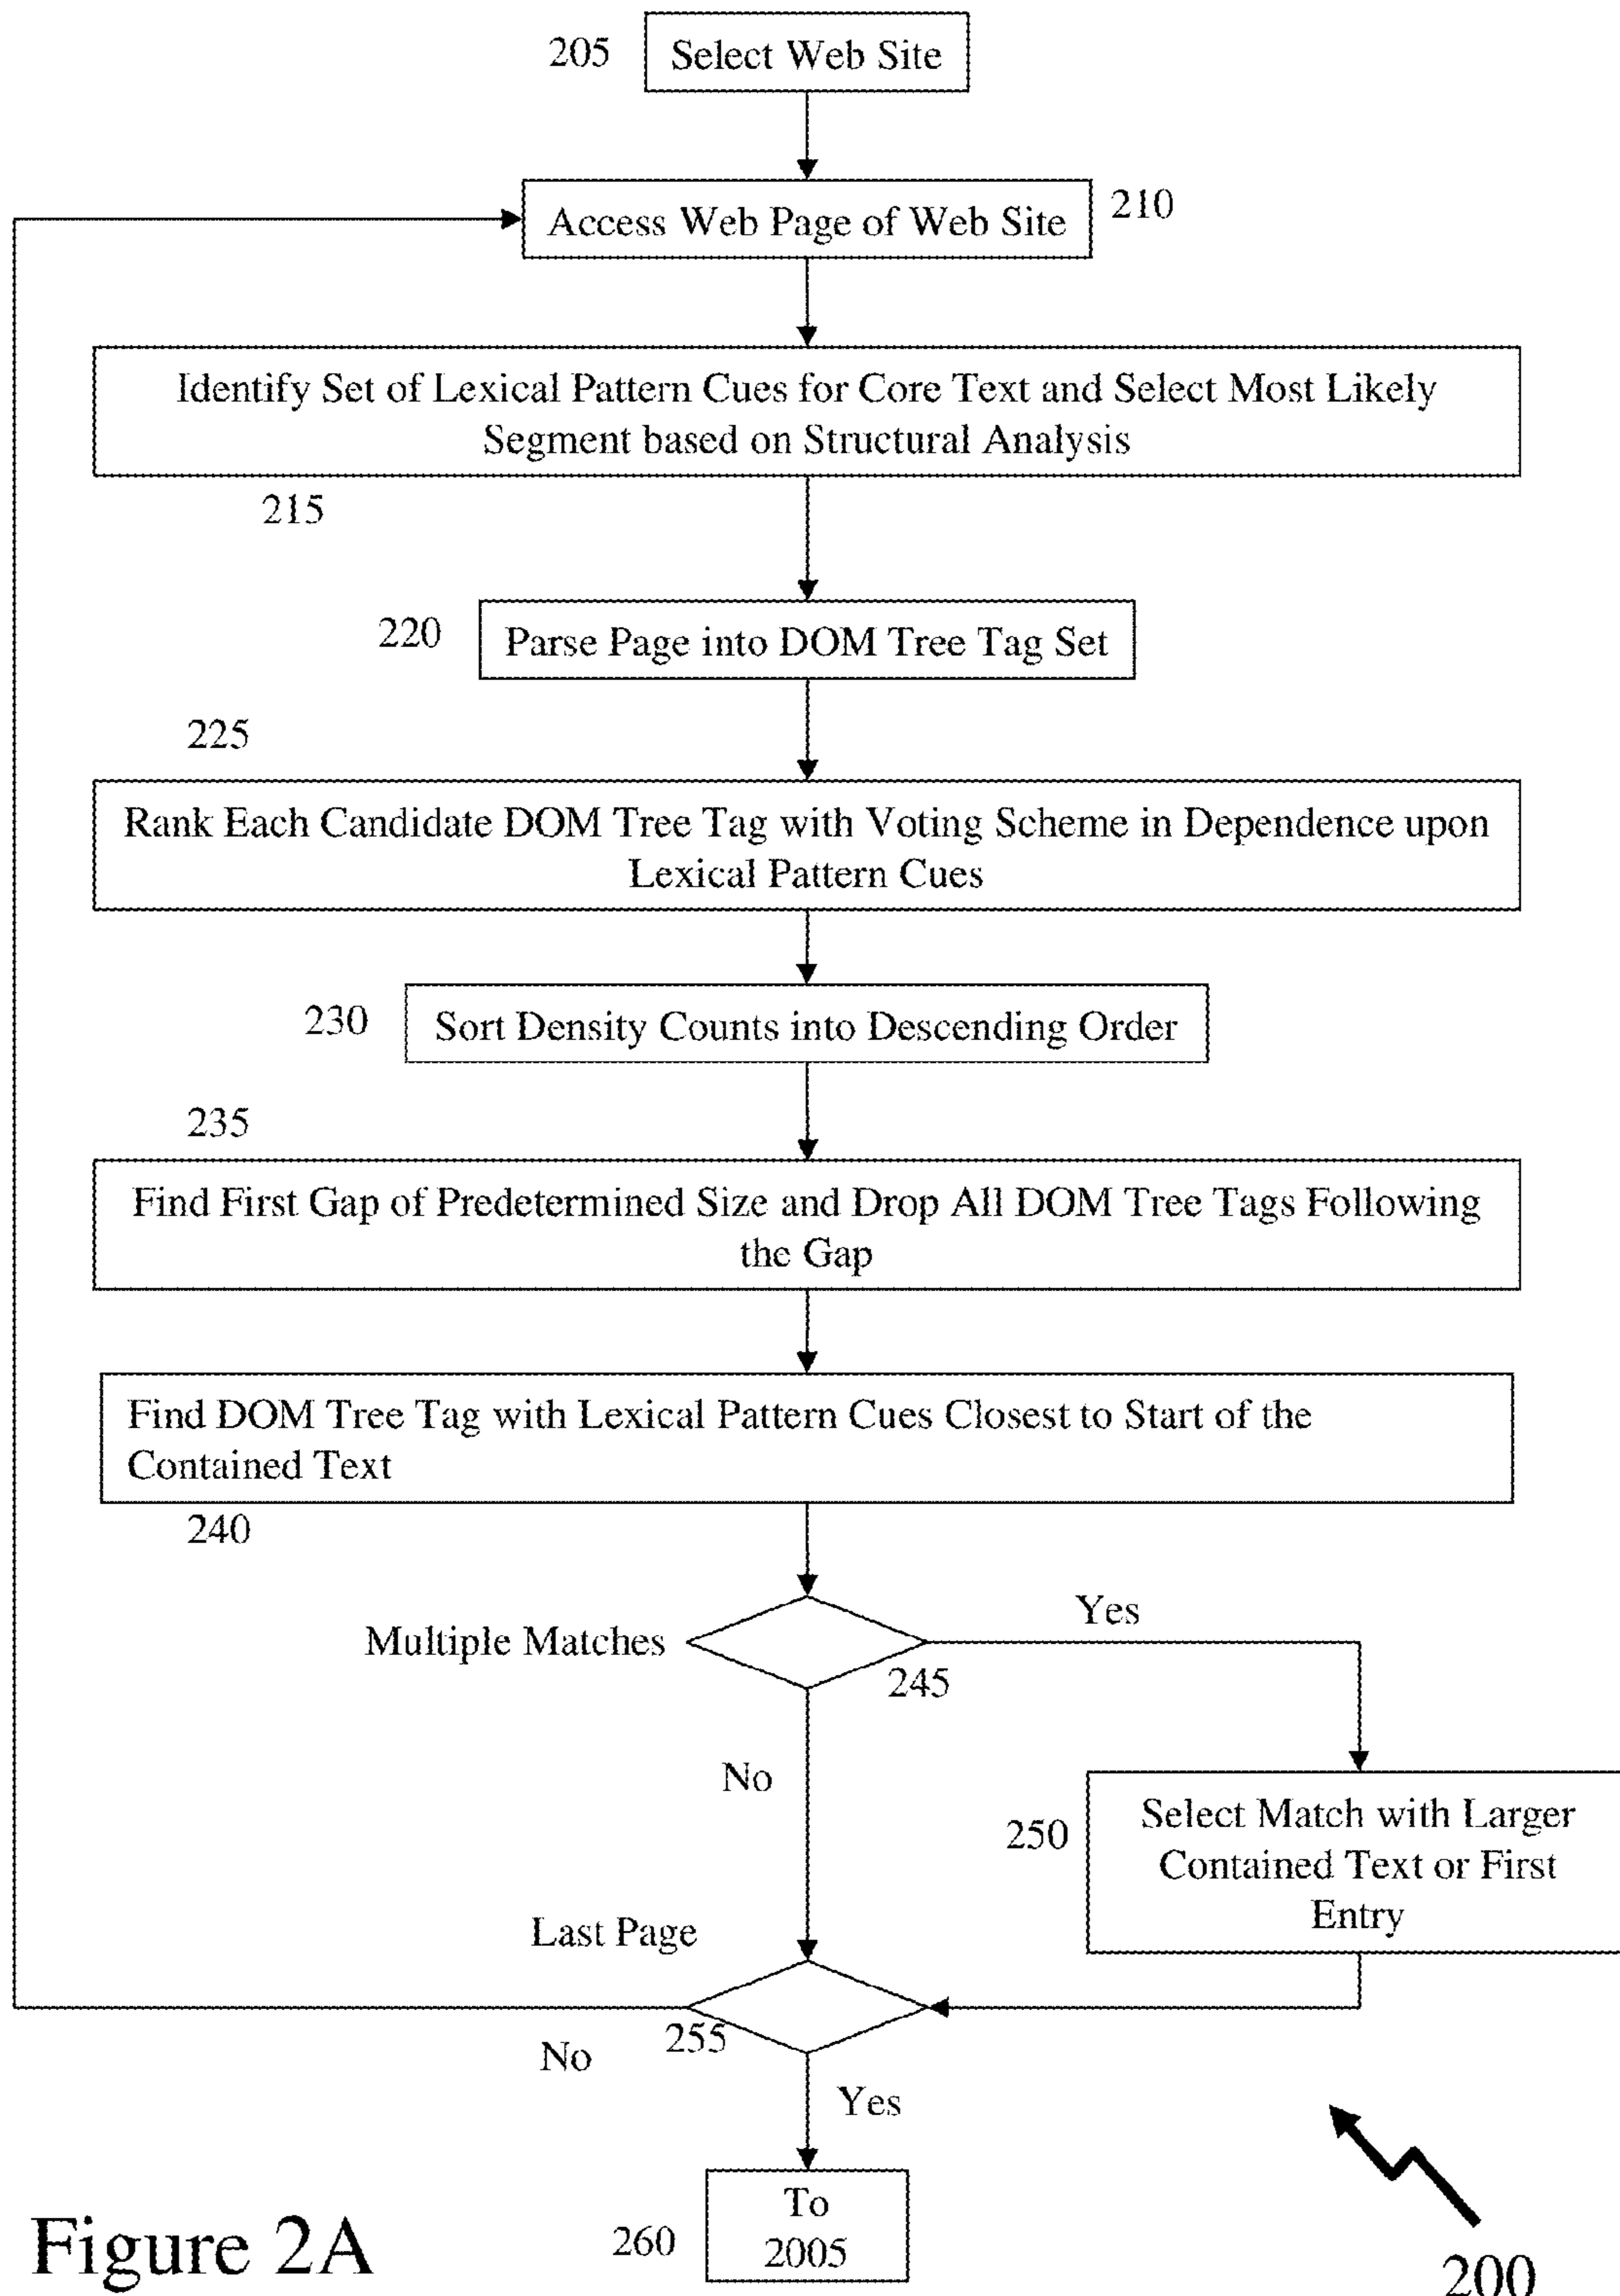 205
Select Web Site
Access Web Page of Web Site
210
Identify Set of Lexical Pattern Cues for Core Text and Select Most Likely
Segment based on Structural Analysis
215
220
Parse Page into DOM Tree Tag Set
225
Rank Each Candidate DOM Tree Tag with Voting Scheme in Dependence upon
Lexical Pattern Cues
230
Sort Density Counts into Descending Order
235
Find First Gap of Predetermined Size and Drop All DOM Tree Tags Following
the Gap
Find DOM Tree Tag with Lexical Pattern Cues Closest to Start of the
Contained Text
240
Multiple Matches
Yes
245
No
250
Select Match with Larger
Contained Text or First
Entry
Last Page
255
No
Yes
260
To
2005
Figure 2A
200